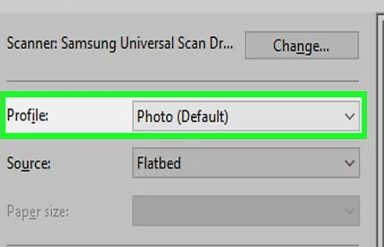 Scanner: Samsung Universal Scan Dr... Change...
Profile: Photo (Default)
Source: Flatbed
Paper size: